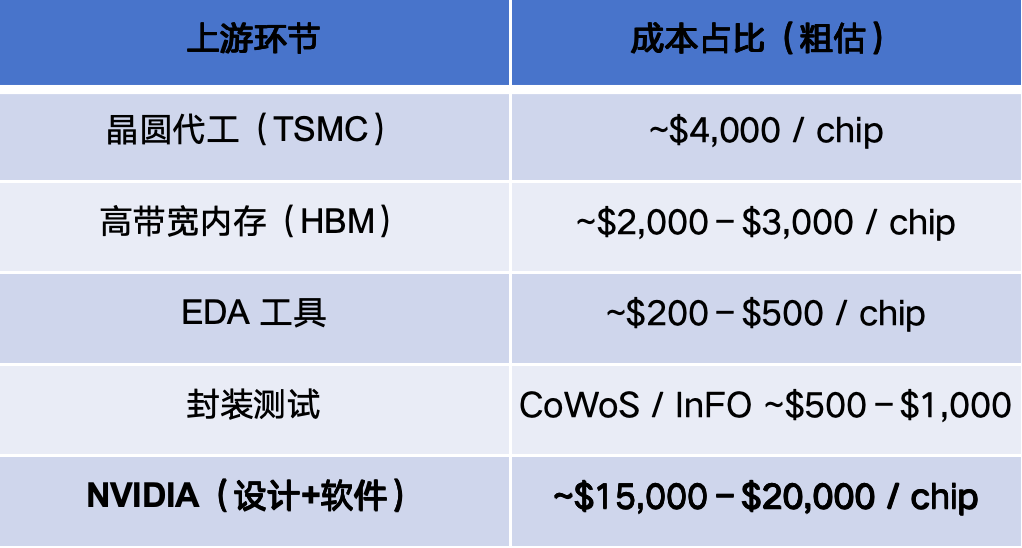 上游环节 成本占比（粗估）
晶圆代工（TSMC） ~$4,000 / chip
高带宽内存（HBM） ~$2,000–$3,000 / chip
EDA 工具 ~$200–$500 / chip
封装测试 CoWoS / InFO ~$500–$1,000
NVIDIA（设计+软件） ~$15,000–$20,000 / chip